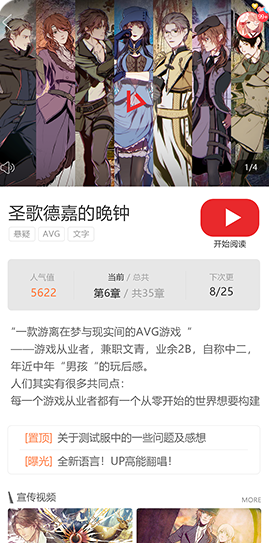 99+
1/4
圣歌德嘉的晚钟
悬疑 AVG 文字
开始阅读
人气值 当前 / 总共 下次更
5622 第6章 / 共35章 8/25
“一款游离在梦与现实间的AVG游戏 “
——游戏从业者，兼职文青，业余2B，自称中二，
年近中年“男孩 “的玩后感。
人们其实有很多共同点：
每一个游戏从业者都有一个从零开始的世界想要构建
[置顶] 关于测试服中的一些问题及感想
[曝光] 全新语言！UP高能翻唱！
宣传视频 MORE